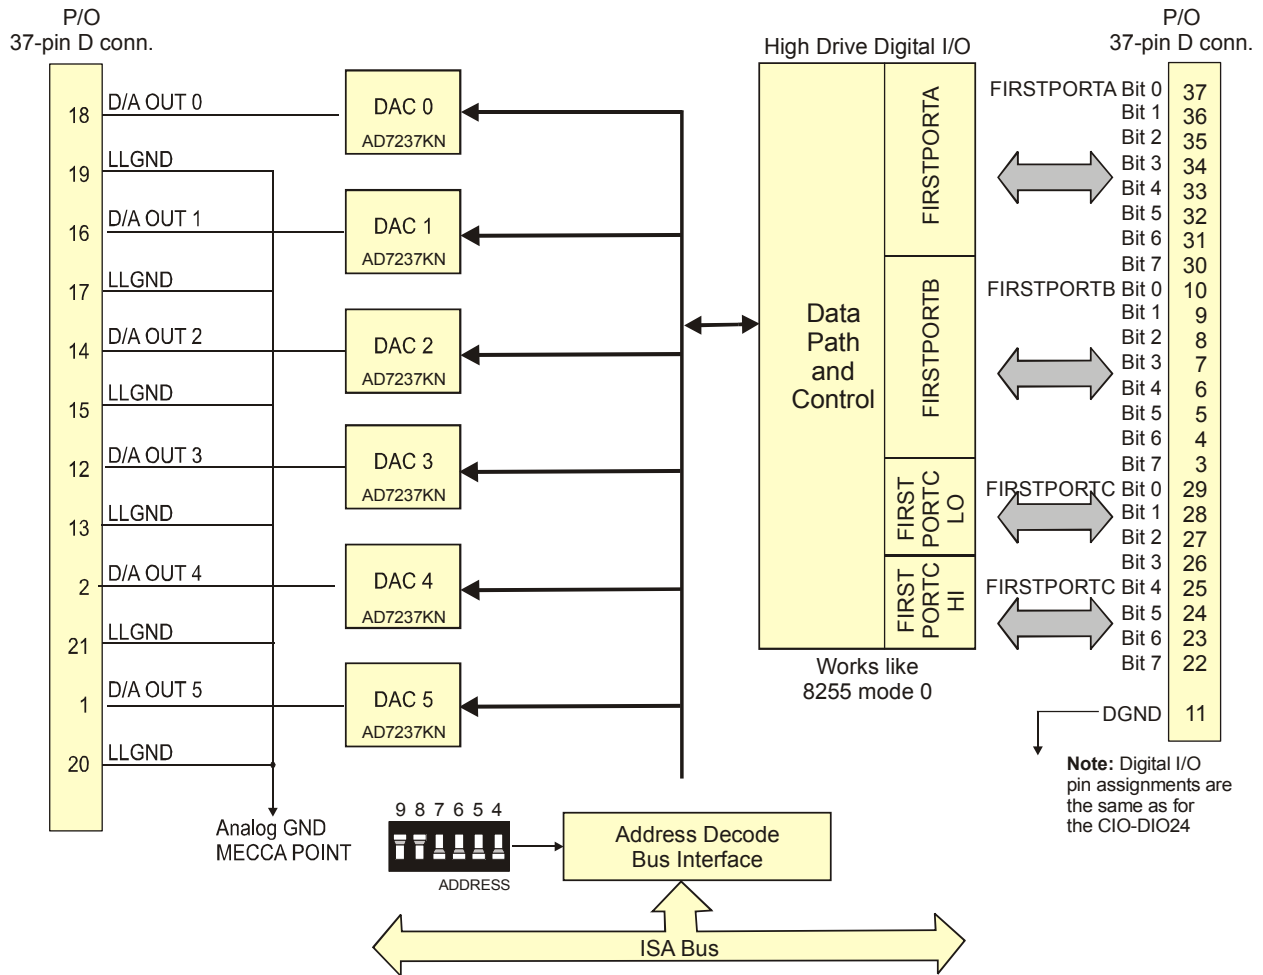 P/O
37-pin D conn.
18
D/A OUT 0
19
LLGND
16
D/A OUT 1
17
LLGND
14
D/A OUT 2
15
LLGND
12
D/A OUT 3
13
LLGND
2
D/A OUT 4
21
LLGND
1
D/A OUT 5
20
LLGND
Analog GND
MECCA POINT
DAC 0
AD7237KN
DAC 1
AD7237KN
DAC 2
AD7237KN
DAC 3
AD7237KN
DAC 4
AD7237KN
DAC 5
AD7237KN
9 8 7 6 5 4
ADDRESS
Address Decode
Bus Interface
ISA Bus
High Drive Digital I/O
Data
Path
and
Control
FIRSTPORTA
FIRSTPORTB
FIRST
PORTC
LO
FIRST
PORTC
HI
Works like
8255 mode 0
P/O
37-pin D conn.
FIRSTPORTA Bit 0 37
Bit 1 36
Bit 2 35
Bit 3 34
Bit 4 33
Bit 5 32
Bit 6 31
Bit 7 30
FIRSTPORTB Bit 0 10
Bit 1 9
Bit 2 8
Bit 3 7
Bit 4 6
Bit 5 5
Bit 6 4
Bit 7 3
FIRSTPORTC Bit 0 29
Bit 1 28
Bit 2 27
Bit 3 26
FIRSTPORTC Bit 4 25
Bit 5 24
Bit 6 23
Bit 7 22
DGND 11
Note: Digital I/O
pin assignments are
the same as for
the CIO-DIO24